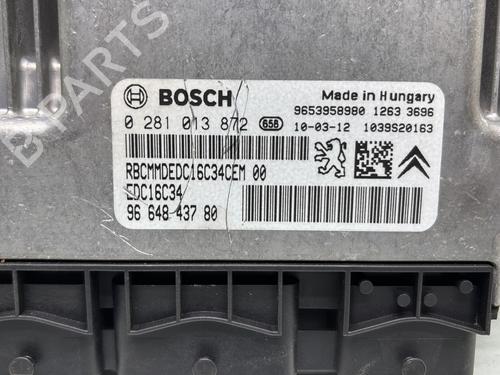 BOSCH
Made in Hungary
9653958980 1263 3696
0 281 013 872 658 10-03-12 1039S20163
RBCMMDEDC16C34CEM 00
EDC16C34
96 648 437 80
B-PARTS